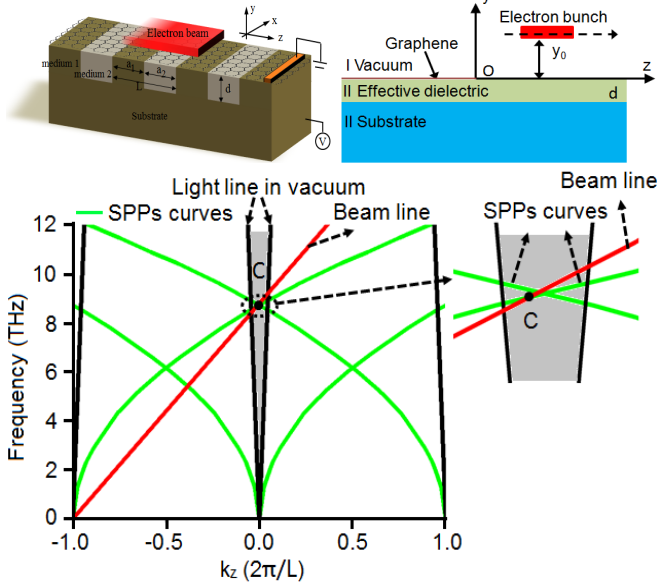 y
x
z
Electron beam
medium 1
medium 2
a₁
a₂
L
d
Substrate
V
y
Electron bunch
Graphene
y₀
I Vacuum
O
z
II Effective dielectric
d
II Substrate
Light line in vacuum
SPPs curves
Beam line
Beam line
SPPs curves
C
C
Frequency (THz)
12
10
8
6
4
2
0
-1.0
-0.5
0.0
0.5
1.0
kz (2π/L)